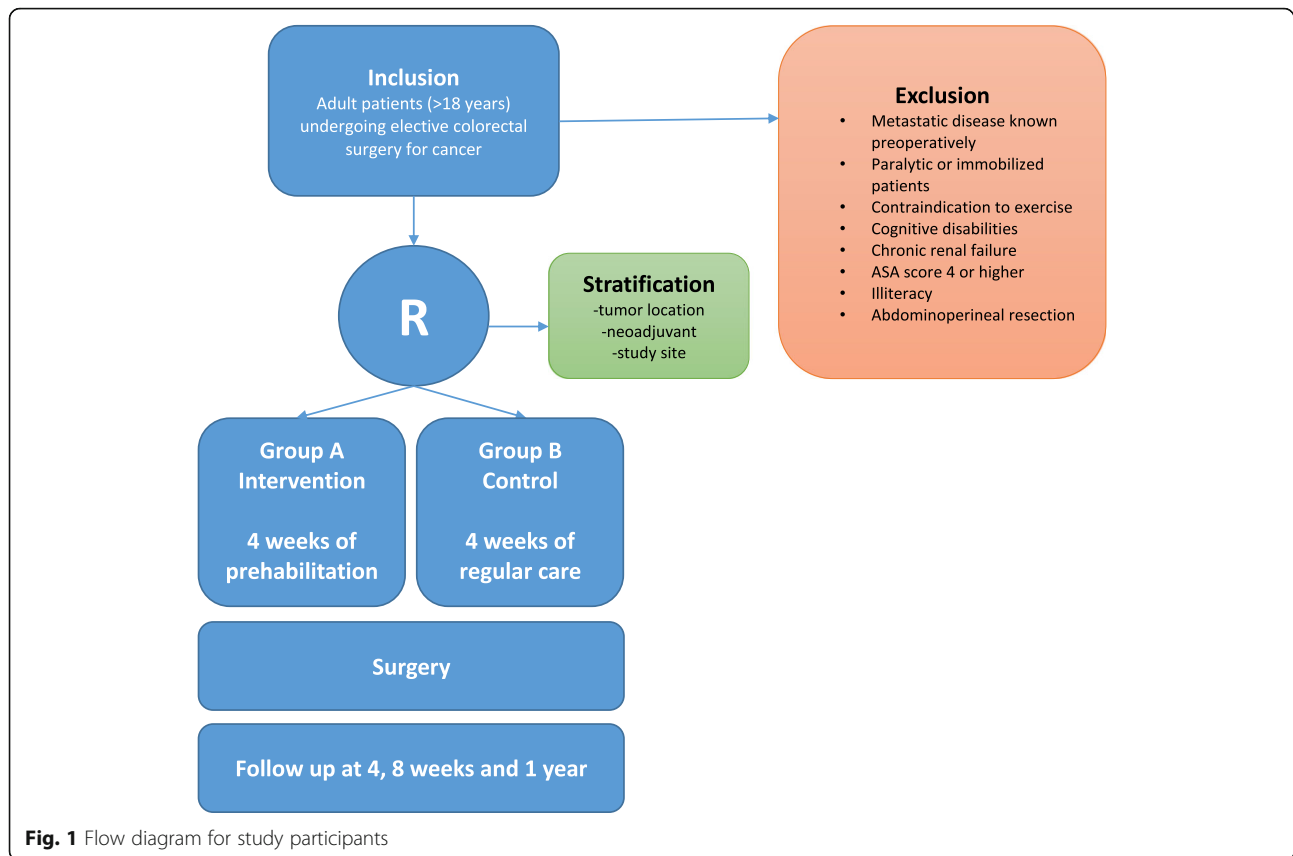 Inclusion
Adult patients (>18 years)
undergoing elective colorectal
surgery for cancer
Exclusion
• Metastatic disease known
preoperatively
• Paralytic or immobilized
patients
• Contraindication to exercise
• Cognitive disabilities
• Chronic renal failure
• ASA score 4 or higher
• Illiteracy
• Abdominoperineal resection
R
Stratification
-tumor location
-neoadjuvant
-study site
Group A
Intervention
4 weeks of
prehabilitation
Group B
Control
4 weeks of
regular care
Surgery
Follow up at 4, 8 weeks and 1 year
Fig. 1 Flow diagram for study participants